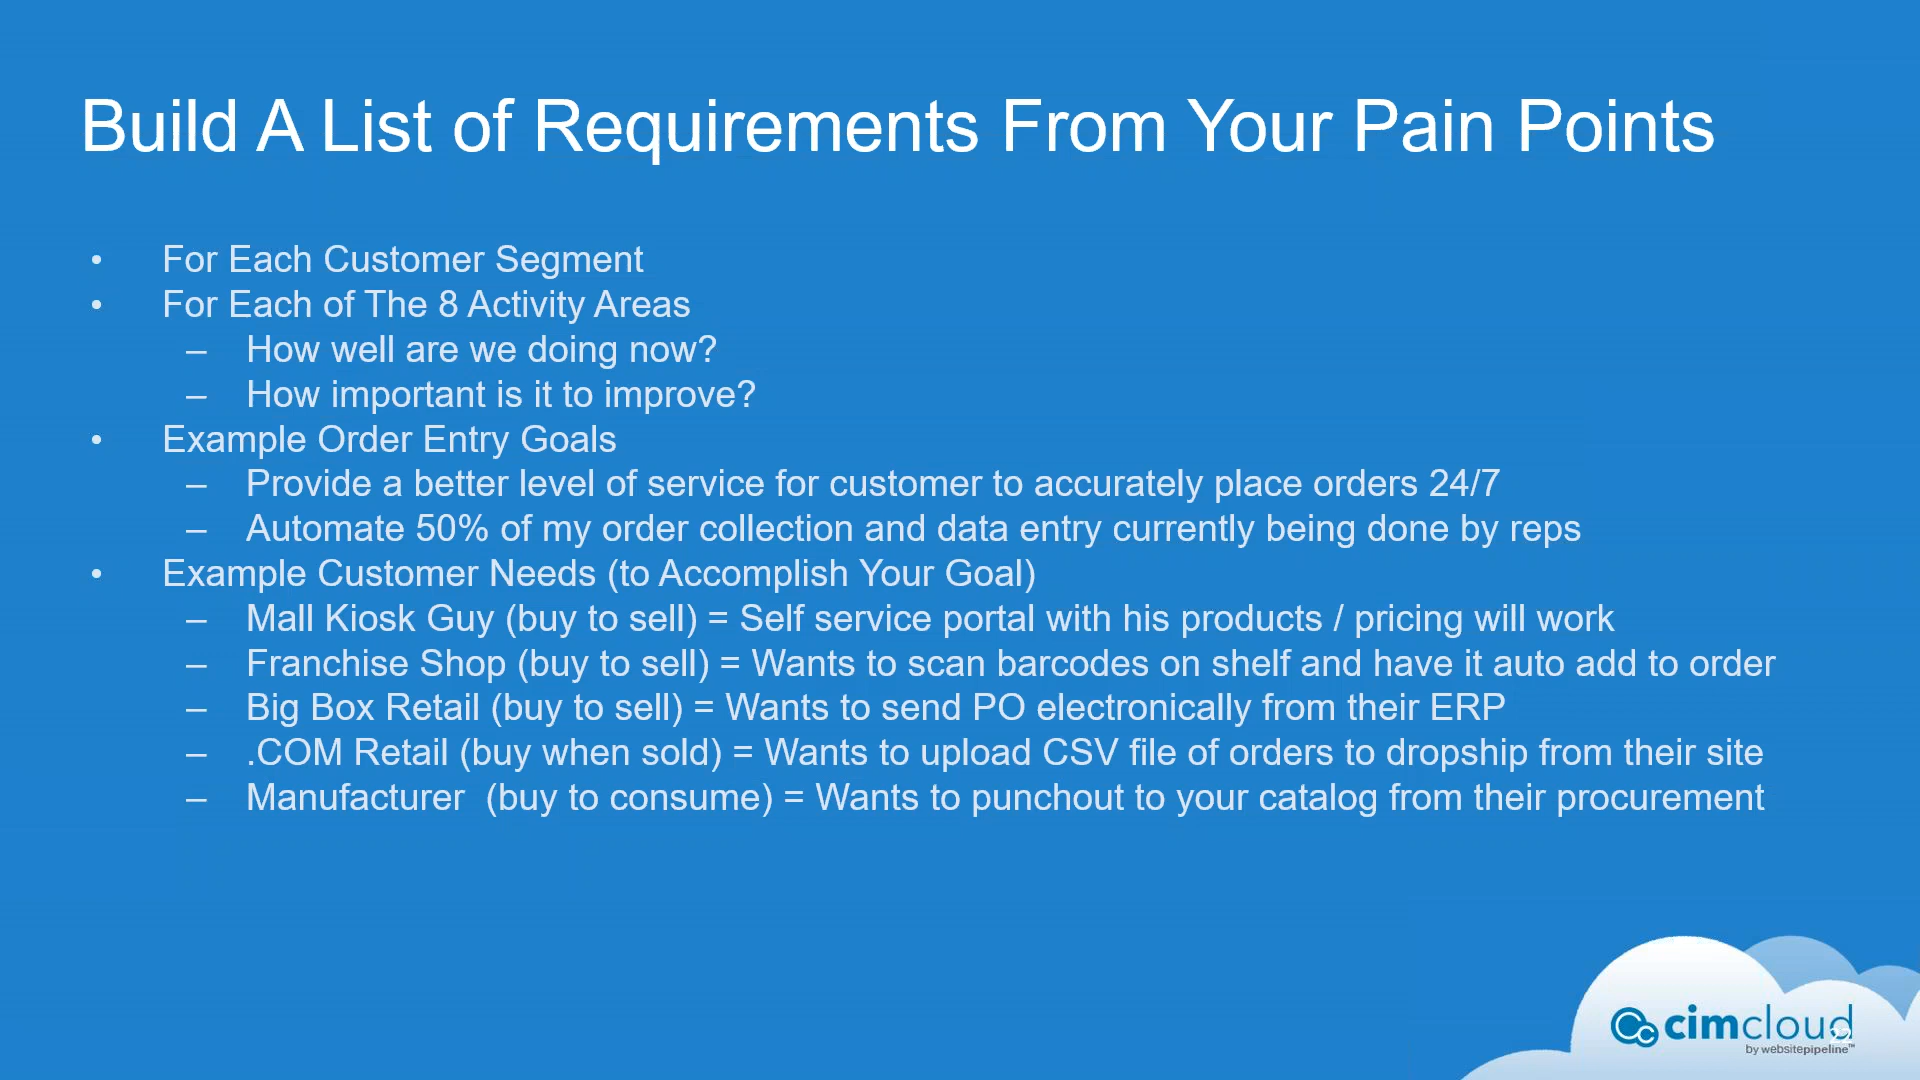 Build A List of Requirements From Your Pain Points
• For Each Customer Segment
• For Each of The 8 Activity Areas
– How well are we doing now?
– How important is it to improve?
• Example Order Entry Goals
– Provide a better level of service for customer to accurately place orders 24/7
– Automate 50% of my order collection and data entry currently being done by reps
• Example Customer Needs (to Accomplish Your Goal)
– Mall Kiosk Guy (buy to sell) = Self service portal with his products / pricing will work
– Franchise Shop (buy to sell) = Wants to scan barcodes on shelf and have it auto add to order
– Big Box Retail (buy to sell) = Wants to send PO electronically from their ERP
– .COM Retail (buy when sold) = Wants to upload CSV file of orders to dropship from their site
– Manufacturer  (buy to consume) = Wants to punchout to your catalog from their procurement
cimcloud
22
by websitepipeline™